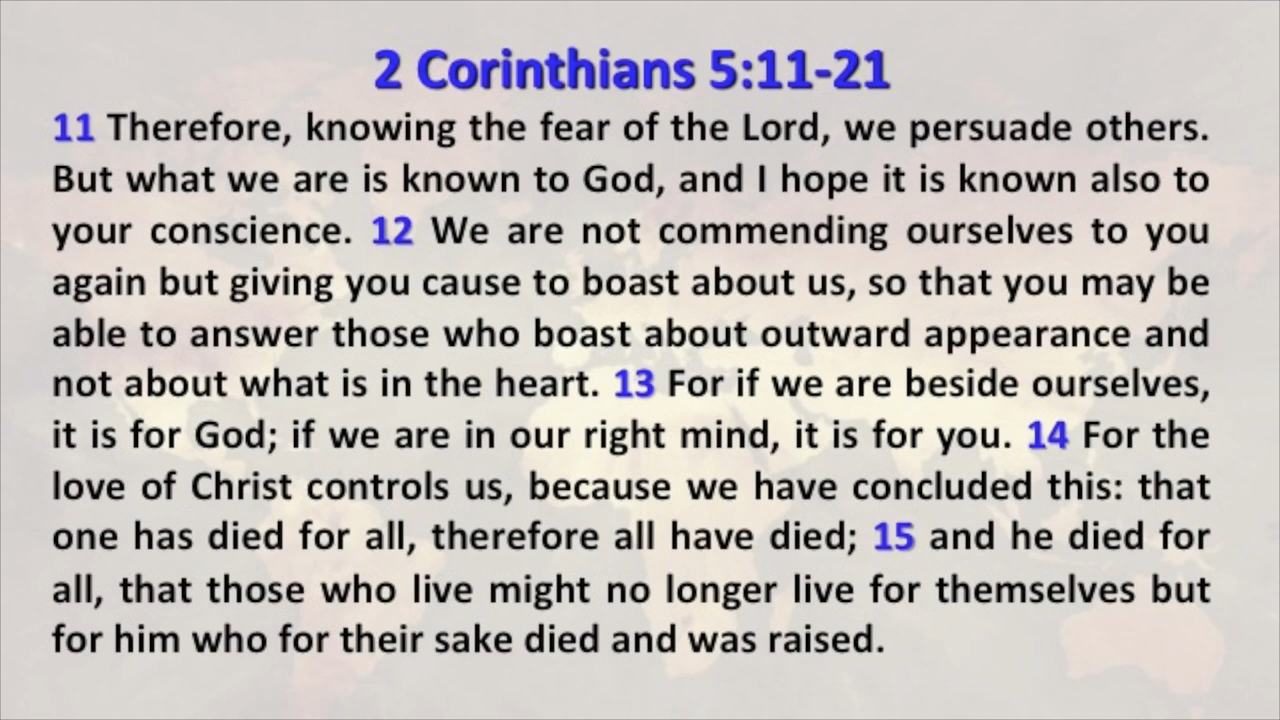 2 Corinthians 5:11-21
11 Therefore, knowing the fear of the Lord, we persuade others.
But what we are is known to God, and I hope it is known also to
your conscience. 12 We are not commending ourselves to you
again but giving you cause to boast about us, so that you may be
able to answer those who boast about outward appearance and
not about what is in the heart. 13 For if we are beside ourselves,
it is for God; if we are in our right mind, it is for you. 14 For the
love of Christ controls us, because we have concluded this: that
one has died for all, therefore all have died; 15 and he died for
all, that those who live might no longer live for themselves but
for him who for their sake died and was raised.